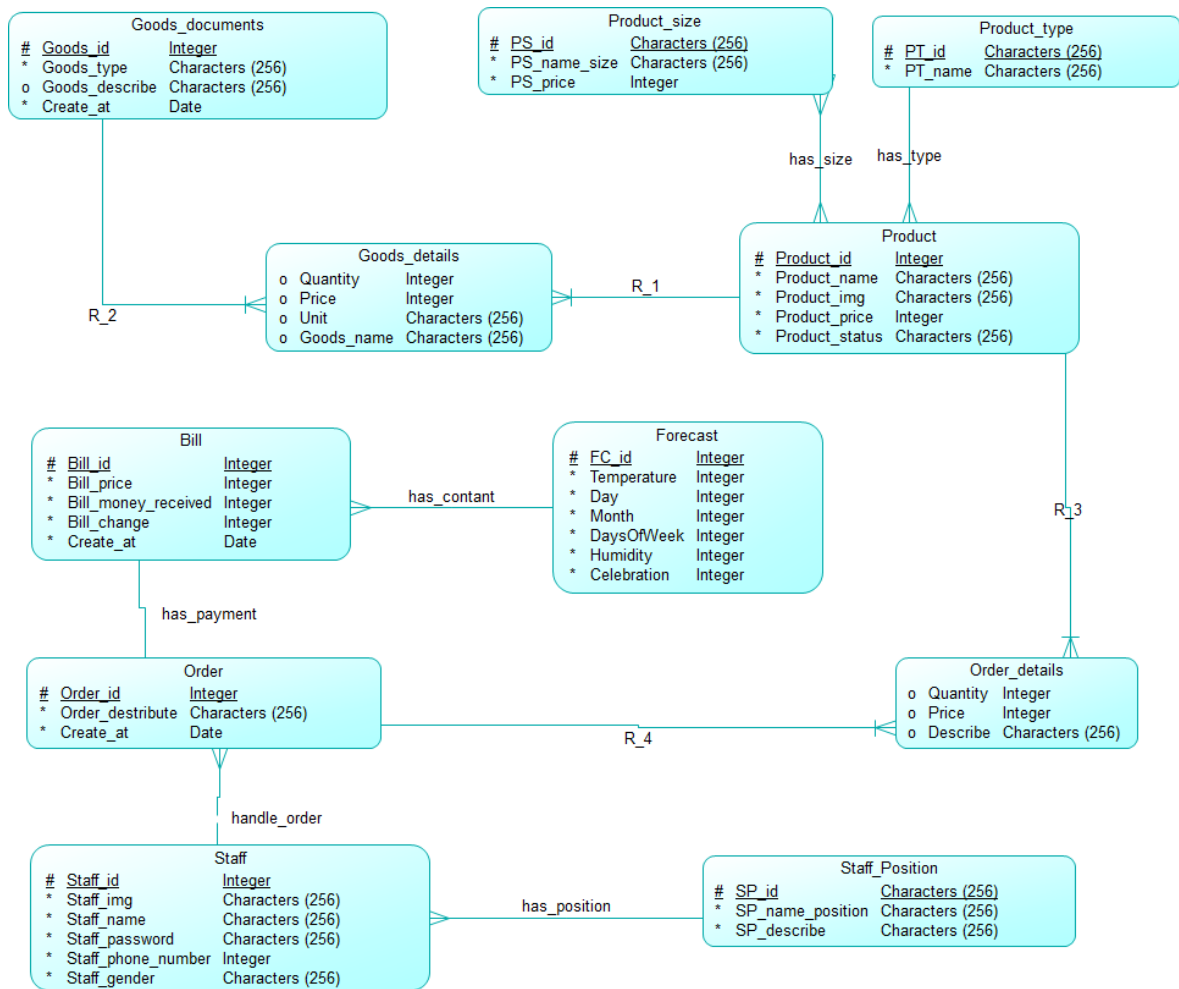 Goods_documents
# Goods_id Integer
* Goods_type Characters (256)
o Goods_describe Characters (256)
* Create_at Date
Product_size
# PS_id Characters (256)
* PS_name_size Characters (256)
* PS_price Integer
Product_type
# PT_id Characters (256)
* PT_name Characters (256)
has_size
has_type
Goods_details
o Quantity Integer
o Price Integer
o Unit Characters (256)
o Goods_name Characters (256)
R_1
R_2
Product
# Product_id Integer
* Product_name Characters (256)
* Product_img Characters (256)
* Product_price Integer
* Product_status Characters (256)
Bill
# Bill_id Integer
* Bill_price Integer
* Bill_money_received Integer
* Bill_change Integer
* Create_at Date
has_contant
Forecast
# FC_id Integer
* Temperature Integer
* Day Integer
* Month Integer
* DaysOfWeek Integer
* Humidity Integer
* Celebration Integer
R_3
has_payment
Order
# Order_id Integer
* Order_destribute Characters (256)
* Create_at Date
R_4
Order_details
o Quantity Integer
o Price Integer
o Describe Characters (256)
handle_order
Staff
# Staff_id Integer
* Staff_img Characters (256)
* Staff_name Characters (256)
* Staff_password Characters (256)
* Staff_phone_number Integer
* Staff_gender Characters (256)
has_position
Staff_Position
# SP_id Characters (256)
* SP_name_position Characters (256)
* SP_describe Characters (256)